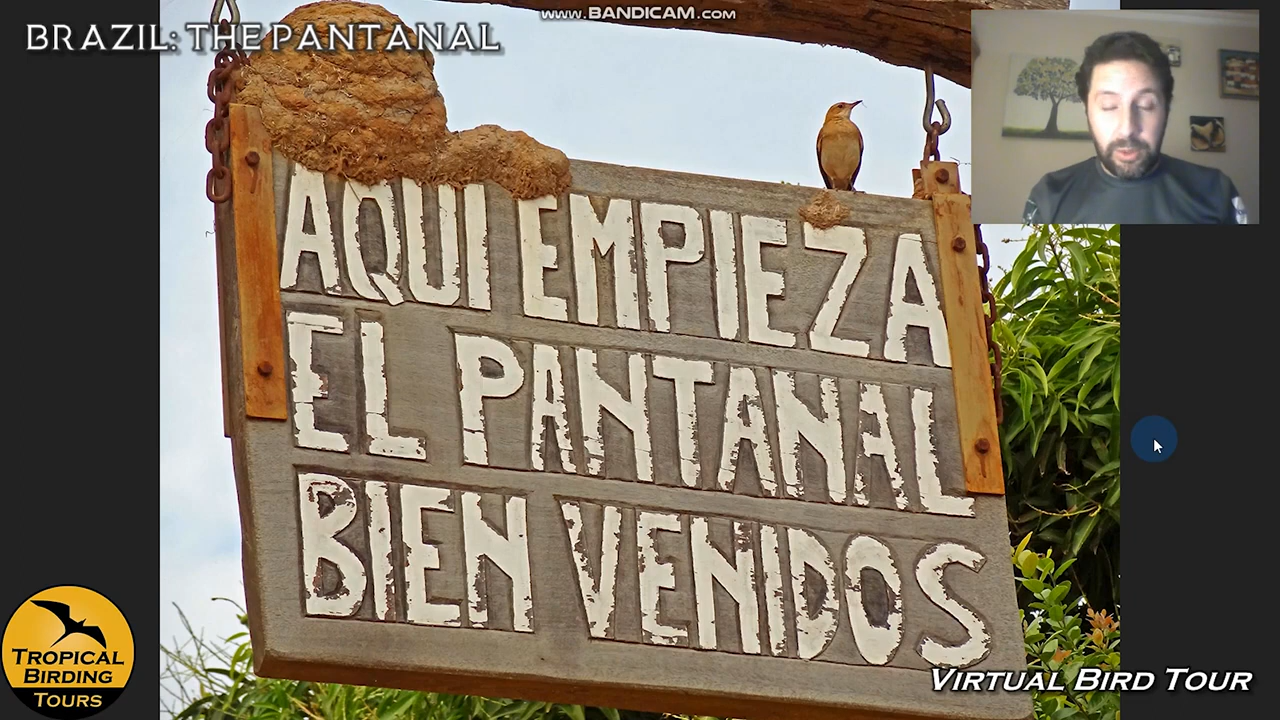 www.BANDICAM.com
BRAZIL: THE PANTANAL
AQUI EMPIEZA
EL PANTANAL
BIEN VENIDOS
TROPICAL
BIRDING
TOURS
VIRTUAL BIRD TOUR